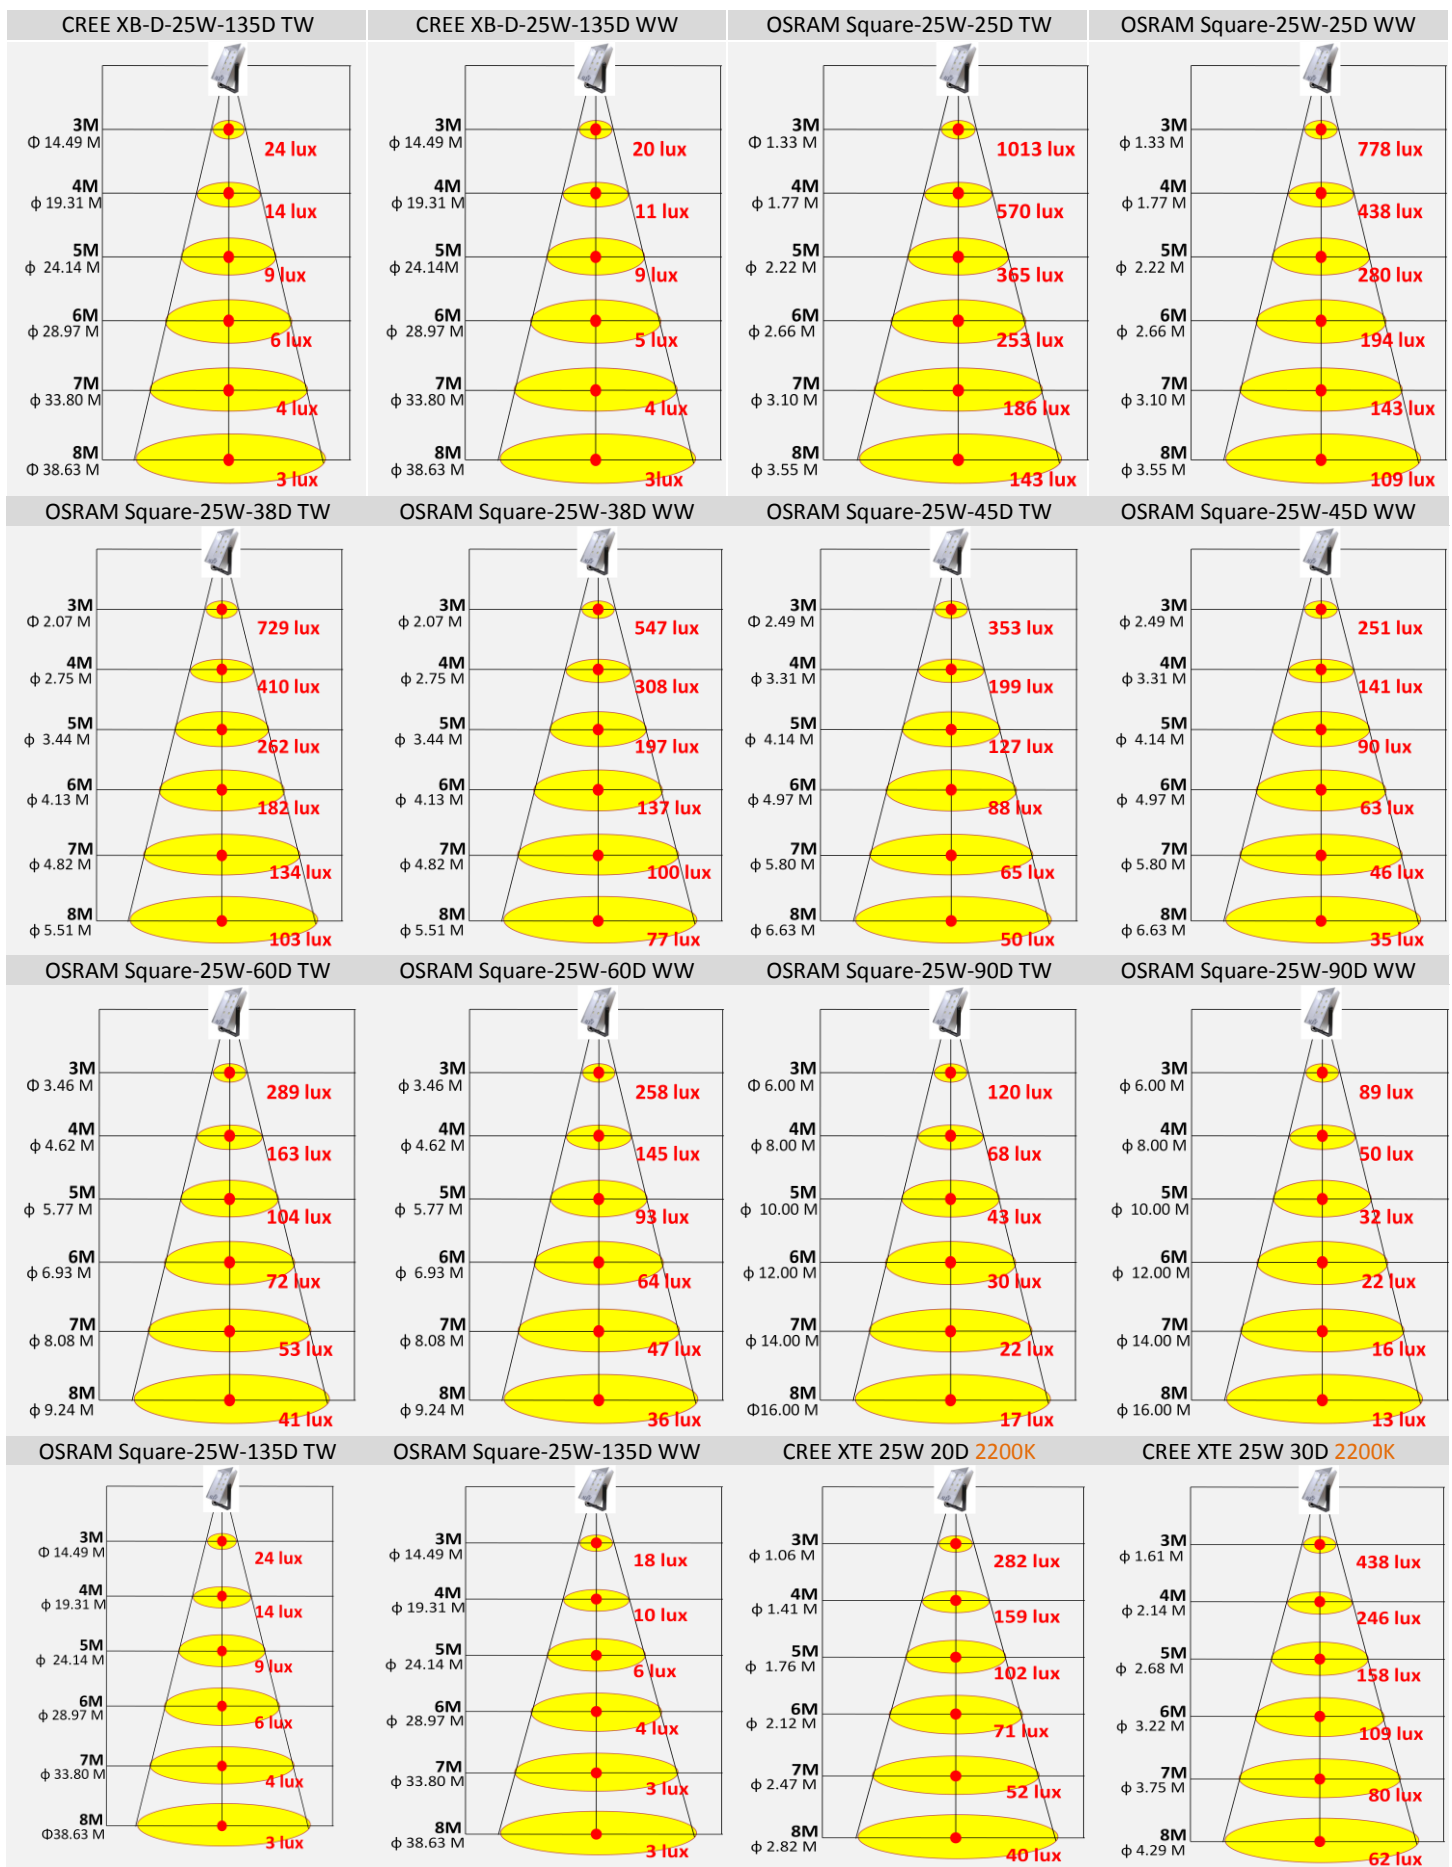 CREE XB-D-25W-135D TW
3M
Φ 14.49 M
24 lux
4M
ϕ 19.31 M
14 lux
5M
ϕ 24.14 M
9 lux
6M
ϕ 28.97 M
6 lux
7M
ϕ 33.80 M
4 lux
8M
Φ 38.63 M
3 lux
CREE XB-D-25W-135D WW
3M
ϕ 14.49 M
20 lux
4M
ϕ 19.31 M
11 lux
5M
ϕ 24.14M
9 lux
6M
ϕ 28.97 M
5 lux
7M
ϕ 33.80 M
4 lux
8M
ϕ 38.63 M
3lux
OSRAM Square-25W-25D TW
3M
Φ 1.33 M
1013 lux
4M
ϕ 1.77 M
570 lux
5M
ϕ 2.22 M
365 lux
6M
ϕ 2.66 M
253 lux
7M
ϕ 3.10 M
186 lux
8M
ϕ 3.55 M
143 lux
OSRAM Square-25W-25D WW
3M
ϕ 1.33 M
778 lux
4M
ϕ 1.77 M
438 lux
5M
ϕ 2.22 M
280 lux
6M
ϕ 2.66 M
194 lux
7M
ϕ 3.10 M
143 lux
8M
ϕ 3.55 M
109 lux
OSRAM Square-25W-38D TW
3M
Φ 2.07 M
729 lux
4M
ϕ 2.75 M
410 lux
5M
ϕ 3.44 M
262 lux
6M
ϕ 4.13 M
182 lux
7M
ϕ 4.82 M
134 lux
8M
ϕ 5.51 M
103 lux
OSRAM Square-25W-38D WW
3M
ϕ 2.07 M
547 lux
4M
ϕ 2.75 M
308 lux
5M
ϕ 3.44 M
197 lux
6M
ϕ 4.13 M
137 lux
7M
ϕ 4.82 M
100 lux
8M
ϕ 5.51 M
77 lux
OSRAM Square-25W-45D TW
3M
Φ 2.49 M
353 lux
4M
ϕ 3.31 M
199 lux
5M
ϕ 4.14 M
127 lux
6M
ϕ 4.97 M
88 lux
7M
ϕ 5.80 M
65 lux
8M
ϕ 6.63 M
50 lux
OSRAM Square-25W-45D WW
3M
ϕ 2.49 M
251 lux
4M
ϕ 3.31 M
141 lux
5M
ϕ 4.14 M
90 lux
6M
ϕ 4.97 M
63 lux
7M
ϕ 5.80 M
46 lux
8M
ϕ 6.63 M
35 lux
OSRAM Square-25W-60D TW
3M
Φ 3.46 M
289 lux
4M
ϕ 4.62 M
163 lux
5M
ϕ 5.77 M
104 lux
6M
ϕ 6.93 M
72 lux
7M
ϕ 8.08 M
53 lux
8M
ϕ 9.24 M
41 lux
OSRAM Square-25W-60D WW
3M
ϕ 3.46 M
258 lux
4M
ϕ 4.62 M
145 lux
5M
ϕ 5.77 M
93 lux
6M
ϕ 6.93 M
64 lux
7M
ϕ 8.08 M
47 lux
8M
ϕ 9.24 M
36 lux
OSRAM Square-25W-90D TW
3M
Φ 6.00 M
120 lux
4M
ϕ 8.00 M
68 lux
5M
ϕ 10.00 M
43 lux
6M
ϕ 12.00 M
30 lux
7M
ϕ 14.00 M
22 lux
8M
Φ16.00 M
17 lux
OSRAM Square-25W-90D WW
3M
ϕ 6.00 M
89 lux
4M
ϕ 8.00 M
50 lux
5M
ϕ 10.00 M
32 lux
6M
ϕ 12.00 M
22 lux
7M
ϕ 14.00 M
16 lux
8M
ϕ 16.00 M
13 lux
OSRAM Square-25W-135D TW
3M
Φ 14.49 M
24 lux
4M
ϕ 19.31 M
14 lux
5M
ϕ 24.14 M
9 lux
6M
ϕ 28.97 M
6 lux
7M
ϕ 33.80 M
4 lux
8M
Φ38.63 M
3 lux
OSRAM Square-25W-135D WW
3M
ϕ 14.49 M
18 lux
4M
ϕ 19.31 M
10 lux
5M
ϕ 24.14 M
6 lux
6M
ϕ 28.97 M
4 lux
7M
ϕ 33.80 M
3 lux
8M
ϕ 38.63 M
3 lux
CREE XTE 25W 20D 2200K
3M
ϕ 1.06 M
282 lux
4M
ϕ 1.41 M
159 lux
5M
ϕ 1.76 M
102 lux
6M
ϕ 2.12 M
71 lux
7M
ϕ 2.47 M
52 lux
8M
ϕ 2.82 M
40 lux
CREE XTE 25W 30D 2200K
3M
ϕ 1.61 M
438 lux
4M
ϕ 2.14 M
246 lux
5M
ϕ 2.68 M
158 lux
6M
ϕ 3.22 M
109 lux
7M
ϕ 3.75 M
80 lux
8M
ϕ 4.29 M
62 lux